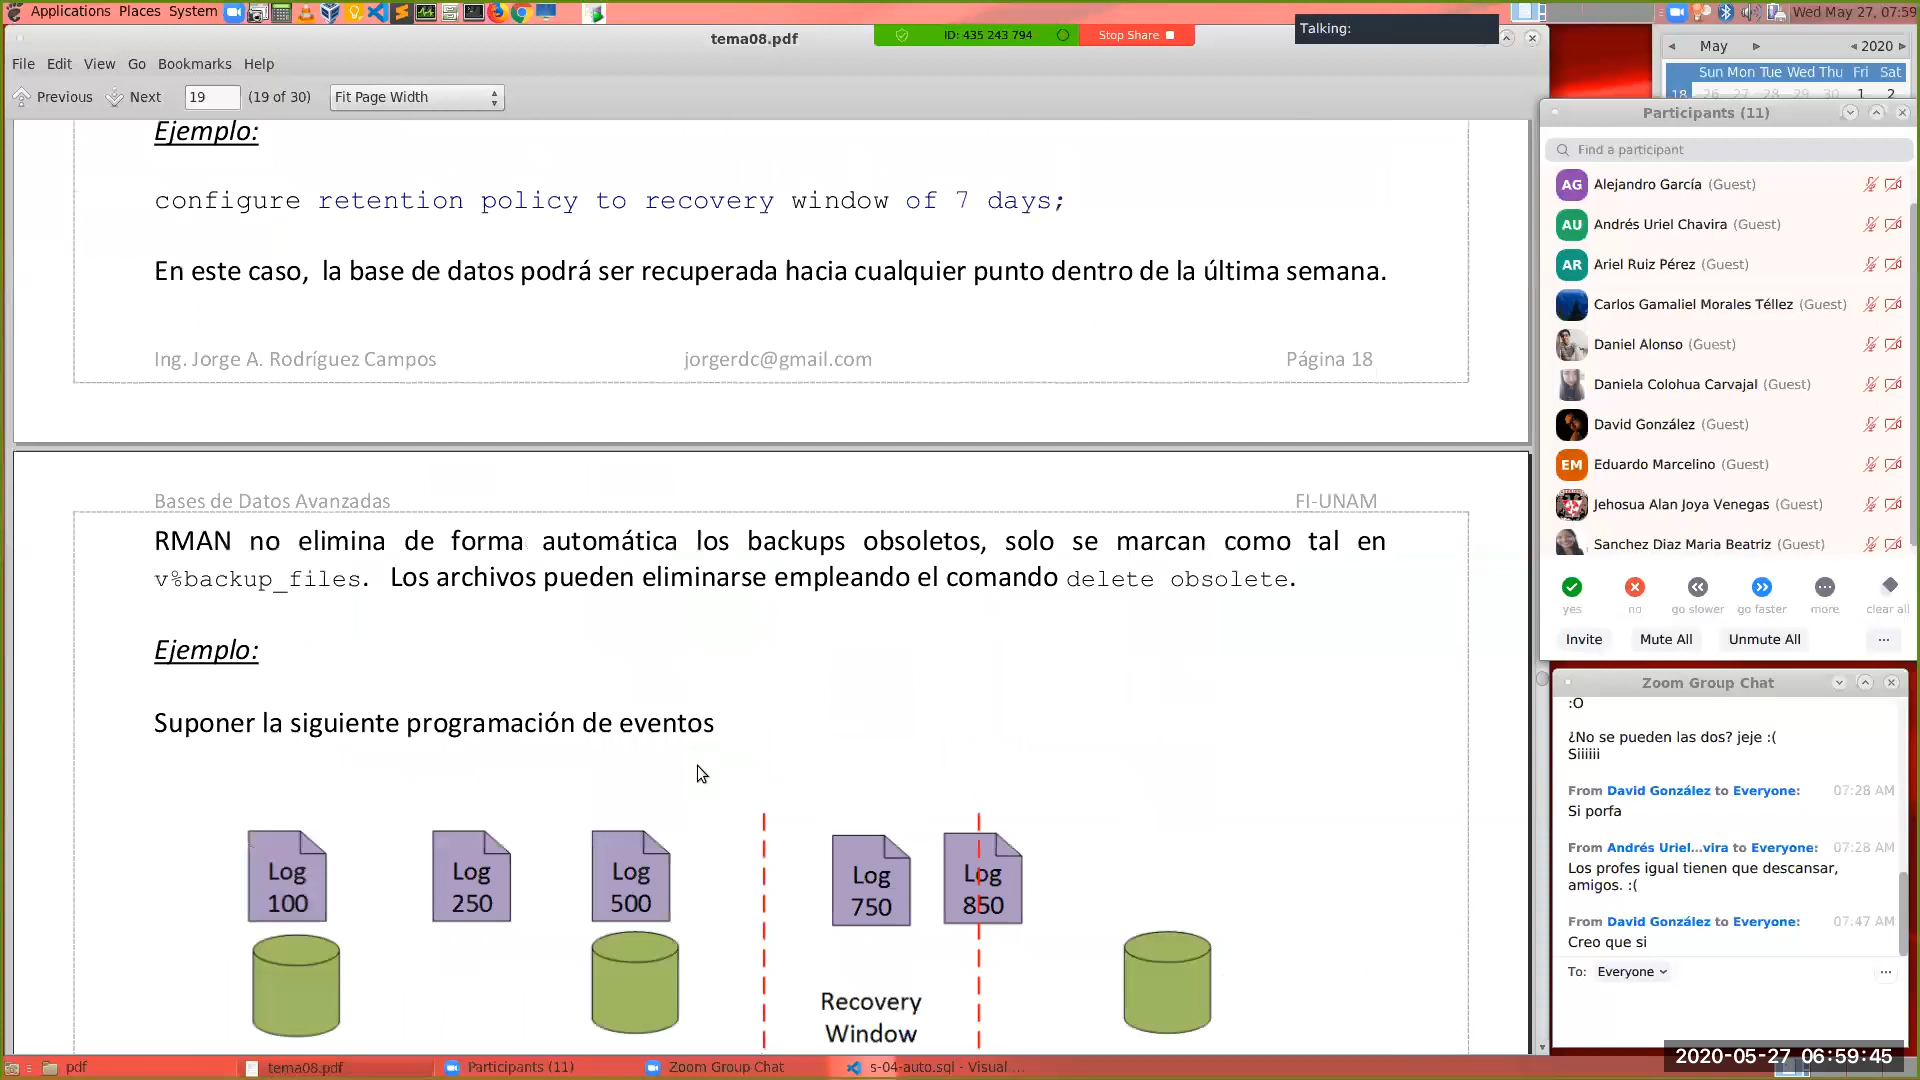 Applications Places System
Wed May 27, 07:59
tema08.pdf
ID: 435 243 794
Stop Share
Talking:
May
2020
Sun Mon Tue Wed Thu Fri Sat
18 26 27 28 29 30 1 2
File Edit View Go Bookmarks Help
Previous Next 19 (19 of 30) Fit Page Width
Ejemplo:
configure retention policy to recovery window of 7 days;
En este caso, la base de datos podrá ser recuperada hacia cualquier punto dentro de la última semana.
Ing. Jorge A. Rodríguez Campos jorgerdc@gmail.com Página 18
Bases de Datos Avanzadas FI-UNAM
RMAN no elimina de forma automática los backups obsoletos, solo se marcan como tal en
v%backup_files. Los archivos pueden eliminarse empleando el comando delete obsolete.
Ejemplo:
Suponer la siguiente programación de eventos
Log
100
Log
250
Log
500
Log
750
Log
850
Recovery
Window
Participants (11)
Find a participant
AG Alejandro García (Guest)
AU Andrés Uriel Chavira (Guest)
AR Ariel Ruiz Pérez (Guest)
Carlos Gamaliel Morales Téllez (Guest)
Daniel Alonso (Guest)
Daniela Colohua Carvajal (Guest)
David González (Guest)
EM Eduardo Marcelino (Guest)
Jehosua Alan Joya Venegas (Guest)
Sanchez Diaz Maria Beatriz (Guest)
yes no go slower go faster more clear all
Invite Mute All Unmute All ...
Zoom Group Chat
:O
¿No se pueden las dos? jeje :(
Siiiiii
From David González to Everyone: 07:28 AM
Si porfa
From Andrés Uriel...vira to Everyone: 07:28 AM
Los profes igual tienen que descansar,
amigos. :(
From David González to Everyone: 07:47 AM
Creo que si
To: Everyone ...
pdf
tema08.pdf
Participants (11)
Zoom Group Chat
s-04-auto.sql - Visual ...
2020-05-27 06:59:45